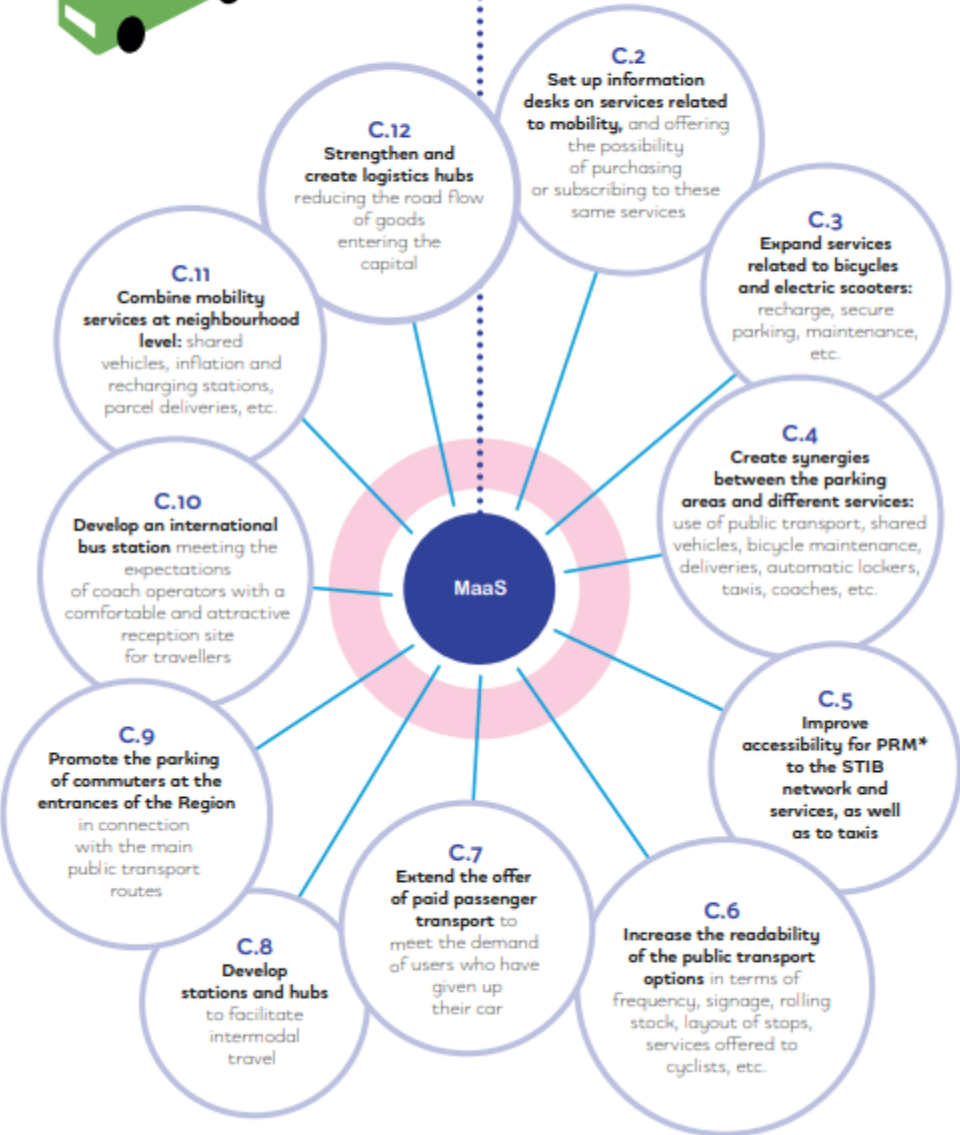 C.2
Set up information
desks on services related
to mobility, and offering
the possibility
of purchasing
or subscribing to these
same services
C.3
Expand services
related to bicycles
and electric scooters:
recharge, secure
parking, maintenance,
etc.
C.4
Create synergies
between the parking
areas and different services:
use of public transport, shared
vehicles, bicycle maintenance,
deliveries, automatic lockers,
taxis, coaches, etc.
C.5
Improve
accessibility for PRM*
to the STIB
network and
services, as well
as to taxis
C.6
Increase the readability
of the public transport
options in terms of
frequency, signage, rolling
stock, layout of stops,
services offered to
cyclists, etc.
C.7
Extend the offer
of paid passenger
transport to
meet the demand
of users who have
given up
their car
C.8
Develop
stations and hubs
to facilitate
intermodal
travel
C.9
Promote the parking
of commuters at the
entrances of the Region
in connection
with the main
public transport
routes
C.10
Develop an international
bus station meeting the
expectations
of coach operators with a
comfortable and attractive
reception site
for travellers
C.11
Combine mobility
services at neighbourhood
level: shared
vehicles, inflation and
recharging stations,
parcel deliveries, etc.
C.12
Strengthen and
create logistics hubs
reducing the road flow
of goods
entering the
capital
MaaS